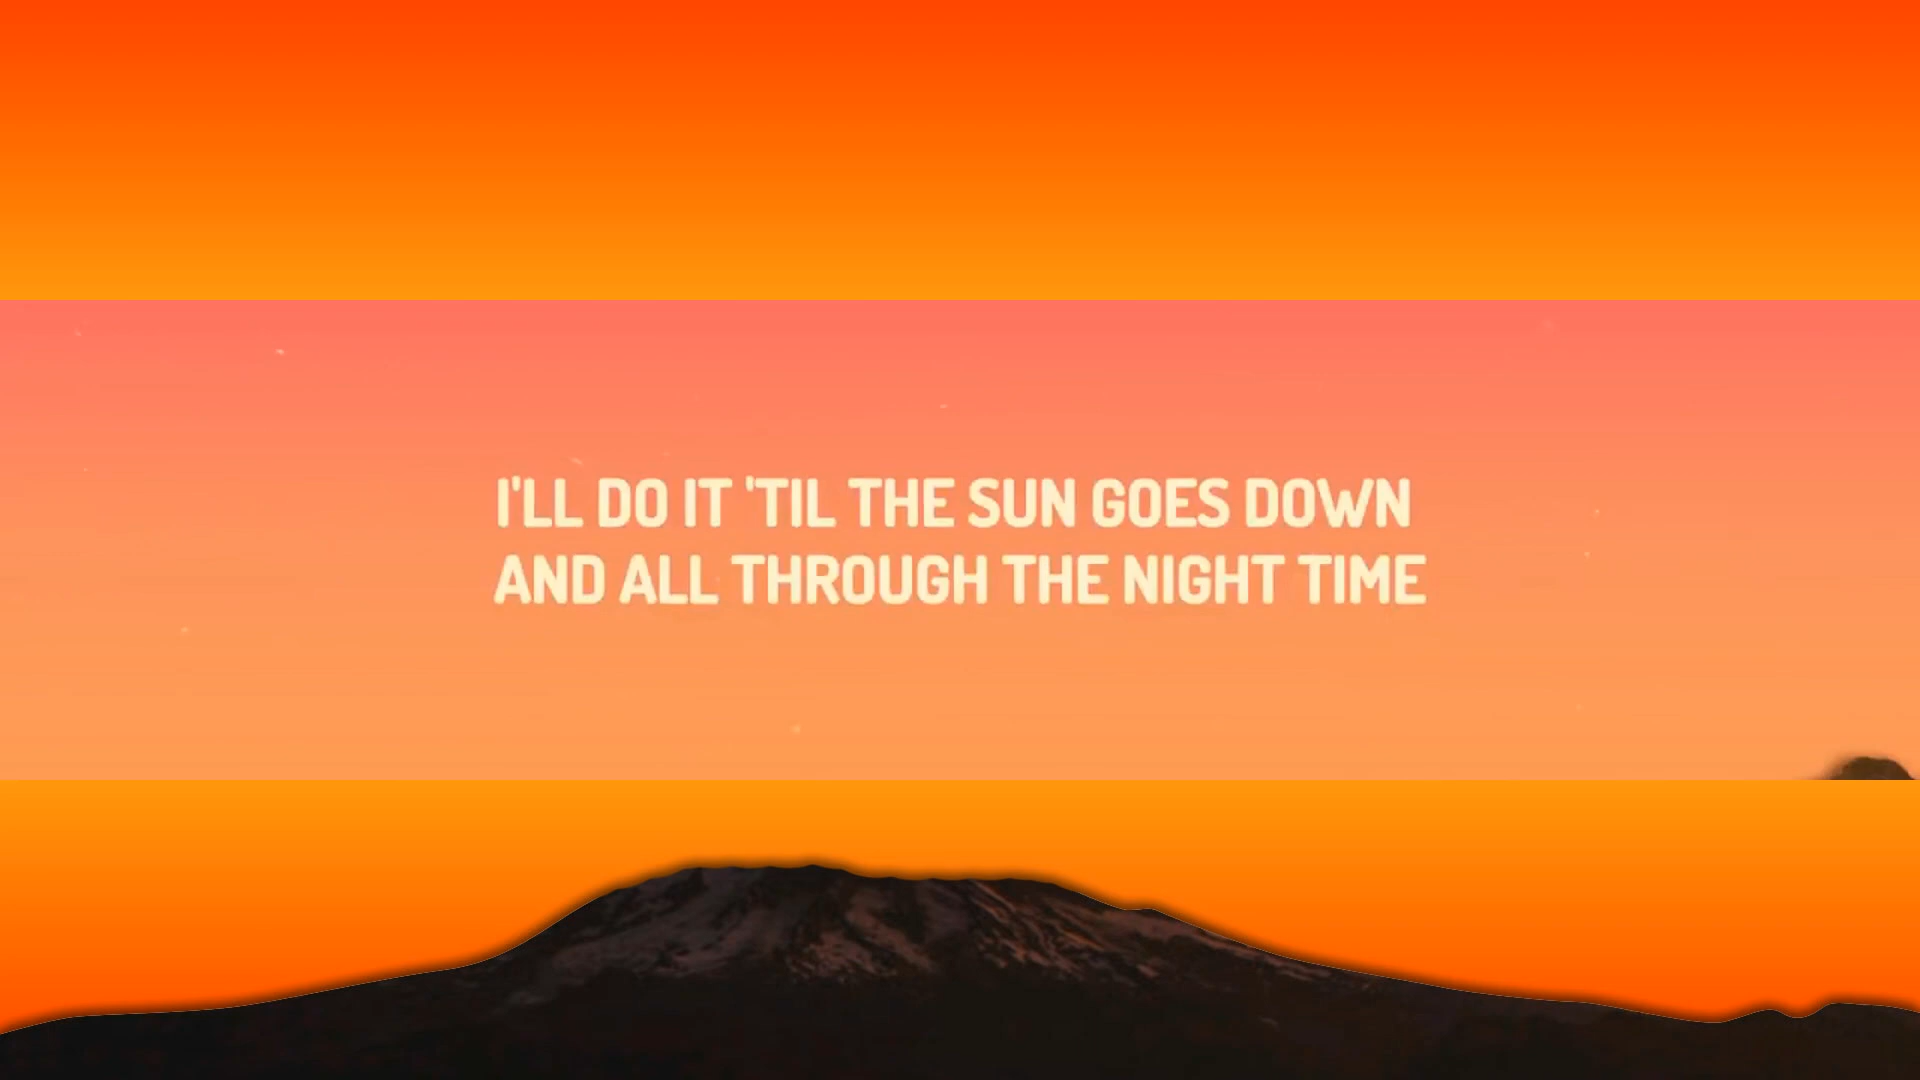 I'LL DO IT 'TIL THE SUN GOES DOWN
AND ALL THROUGH THE NIGHT TIME